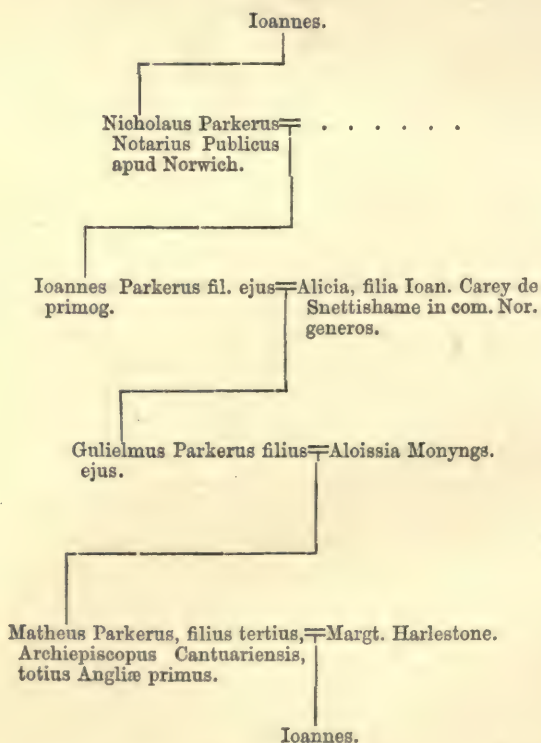 Ioannes.
Nicholaus Parkerus . . . . . .
Notarius Publicus
apud Norwich.
Ioannes Parkerus fil. ejus Alicia, filia Ioan. Carey de
primog. Snettishame in com. Nor.
generos.
Gulielmus Parkerus filius Aloissia Monyngs.
ejus.
Matheus Parkerus, filius tertius, Margt. Harlestone.
Archiepiscopus Cantuariensis,
totius Angliæ primus.
Ioannes.